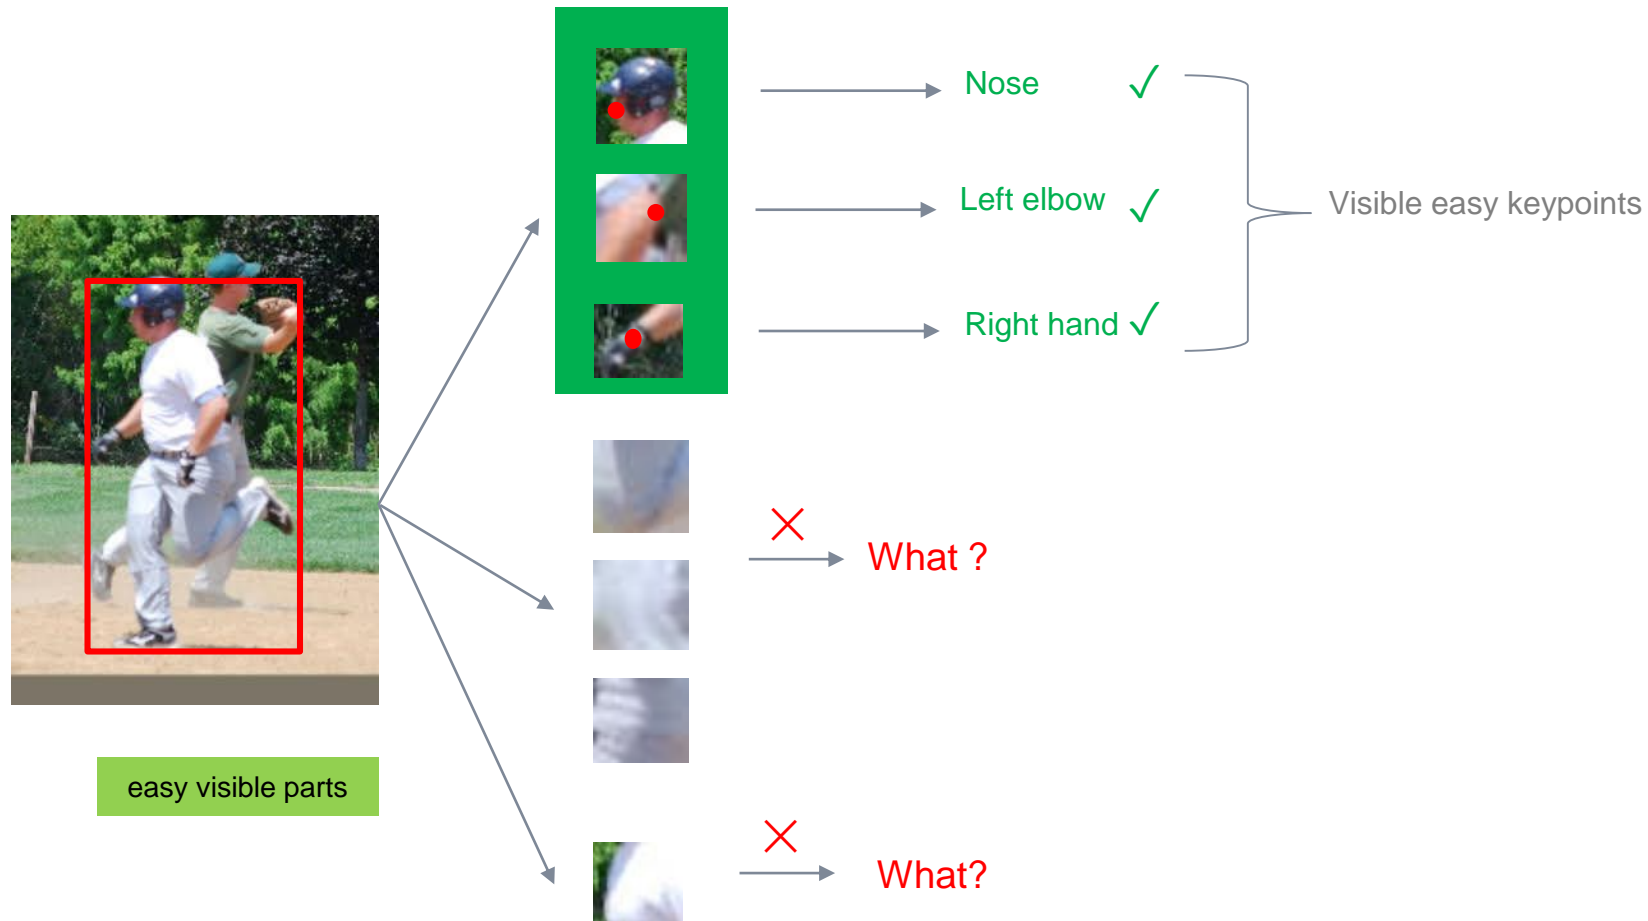 Nose
Left elbow
Visible easy keypoints
Right hand
What ?
easy visible parts
What?